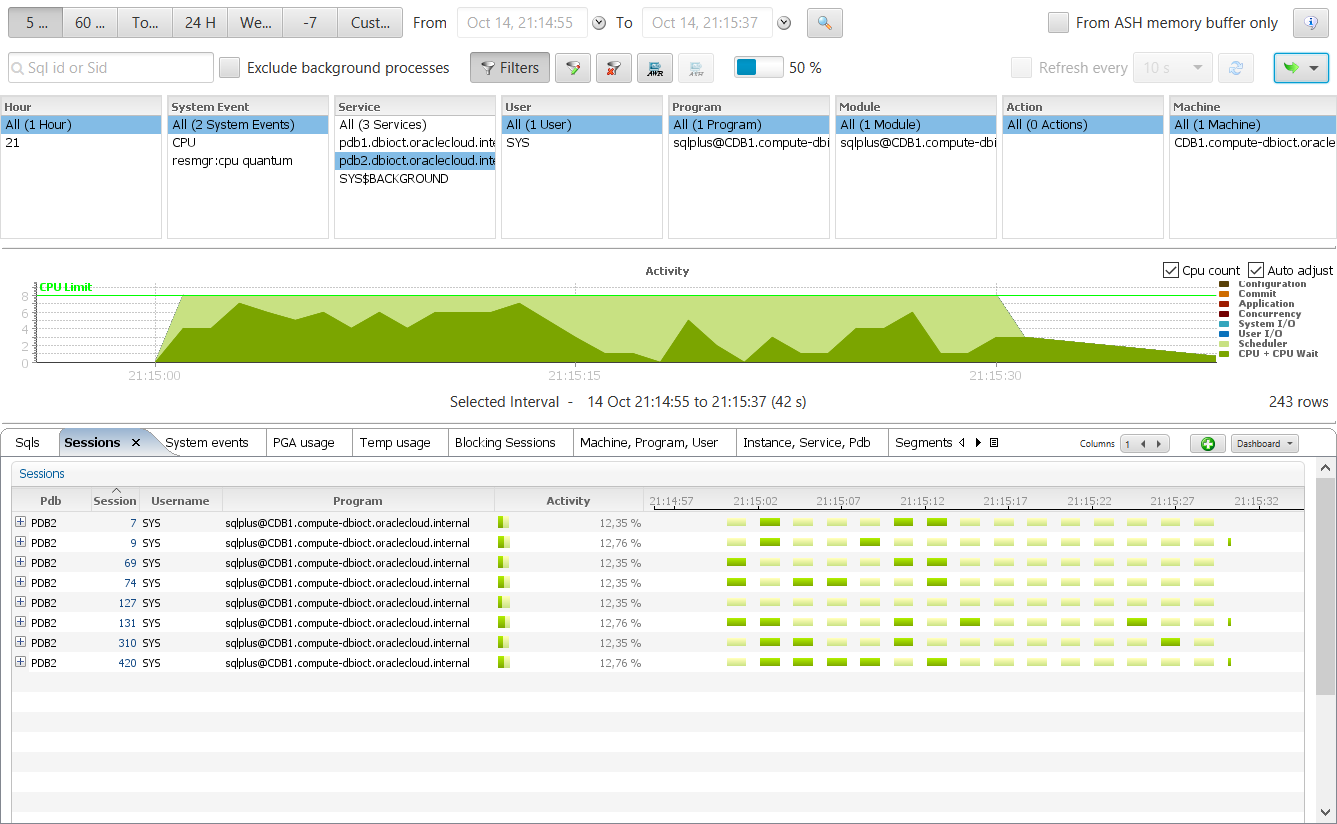 5 ... 60 ... To... 24 H We... -7 Cust... From Oct 14, 21:14:55 To Oct 14, 21:15:37 From ASH memory buffer only
Sql id or Sid Exclude background processes Filters AWR ASH 50 % Refresh every 10 s
Hour System Event Service User Program Module Action Machine
All (1 Hour) All (2 System Events) All (3 Services) All (1 User) All (1 Program) All (1 Module) All (0 Actions) All (1 Machine)
21 CPU pdb1.dbioct.oraclecloud.inte SYS sqlplus@CDB1.compute-dbi sqlplus@CDB1.compute-dbi CDB1.compute-dbioct.oracle
resmgr:cpu quantum pdb2.dbioct.oraclecloud.inte
SYS$BACKGROUND
Activity Cpu count Auto adjust
CPU Limit
8
6
4
2
0
Configuration
Commit
Application
Concurrency
System I/O
User I/O
Scheduler
CPU + CPU Wait
21:15:00 21:15:15 21:15:30
Selected Interval - 14 Oct 21:14:55 to 21:15:37 (42 s) 243 rows
Sqls Sessions System events PGA usage Temp usage Blocking Sessions Machine, Program, User Instance, Service, Pdb Segments Columns 1 Dashboard
Sessions
Pdb Session Username Program Activity 21:14:57 21:15:02 21:15:07 21:15:12 21:15:17 21:15:22 21:15:27 21:15:32
PDB2 7 SYS sqlplus@CDB1.compute-dbioct.oraclecloud.internal 12,35 %
PDB2 9 SYS sqlplus@CDB1.compute-dbioct.oraclecloud.internal 12,76 %
PDB2 69 SYS sqlplus@CDB1.compute-dbioct.oraclecloud.internal 12,35 %
PDB2 74 SYS sqlplus@CDB1.compute-dbioct.oraclecloud.internal 12,35 %
PDB2 127 SYS sqlplus@CDB1.compute-dbioct.oraclecloud.internal 12,35 %
PDB2 131 SYS sqlplus@CDB1.compute-dbioct.oraclecloud.internal 12,76 %
PDB2 310 SYS sqlplus@CDB1.compute-dbioct.oraclecloud.internal 12,35 %
PDB2 420 SYS sqlplus@CDB1.compute-dbioct.oraclecloud.internal 12,76 %